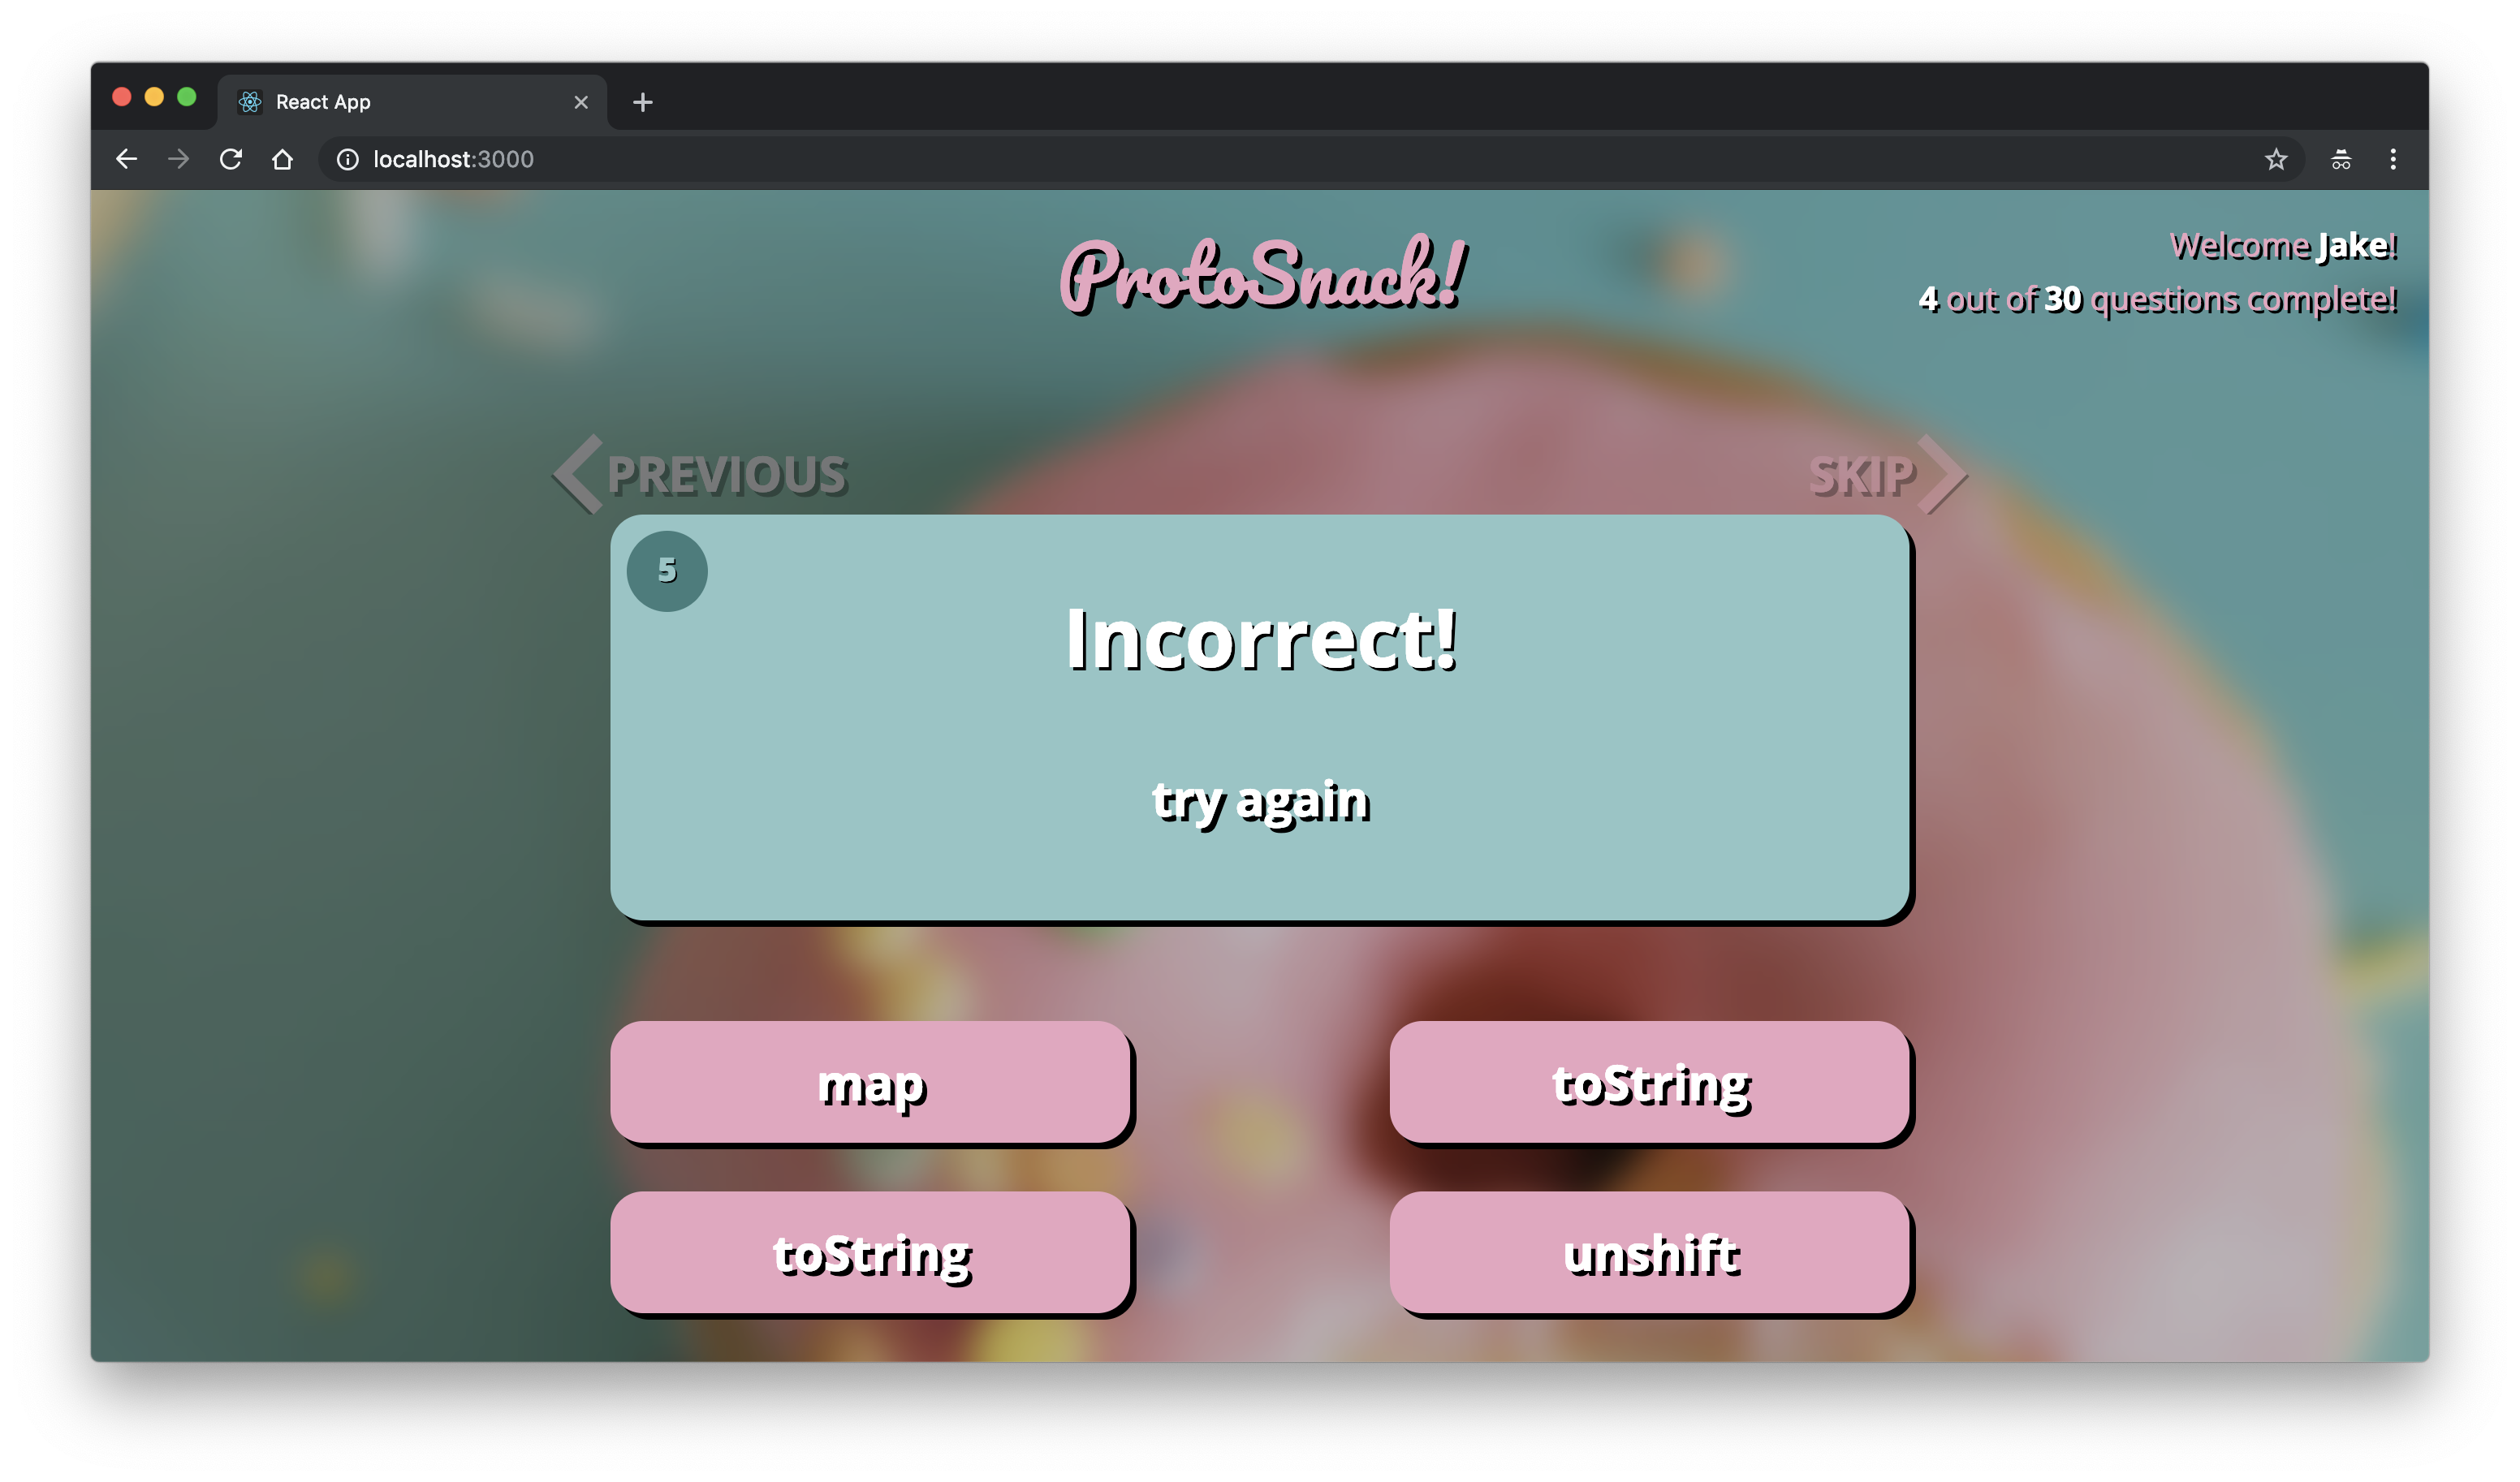 React App
localhost:3000
ProtoSnack!
Welcome Jake!
4 out of 30 questions complete!
PREVIOUS
SKIP
5
Incorrect!
try again
map
toString
toString
unshift